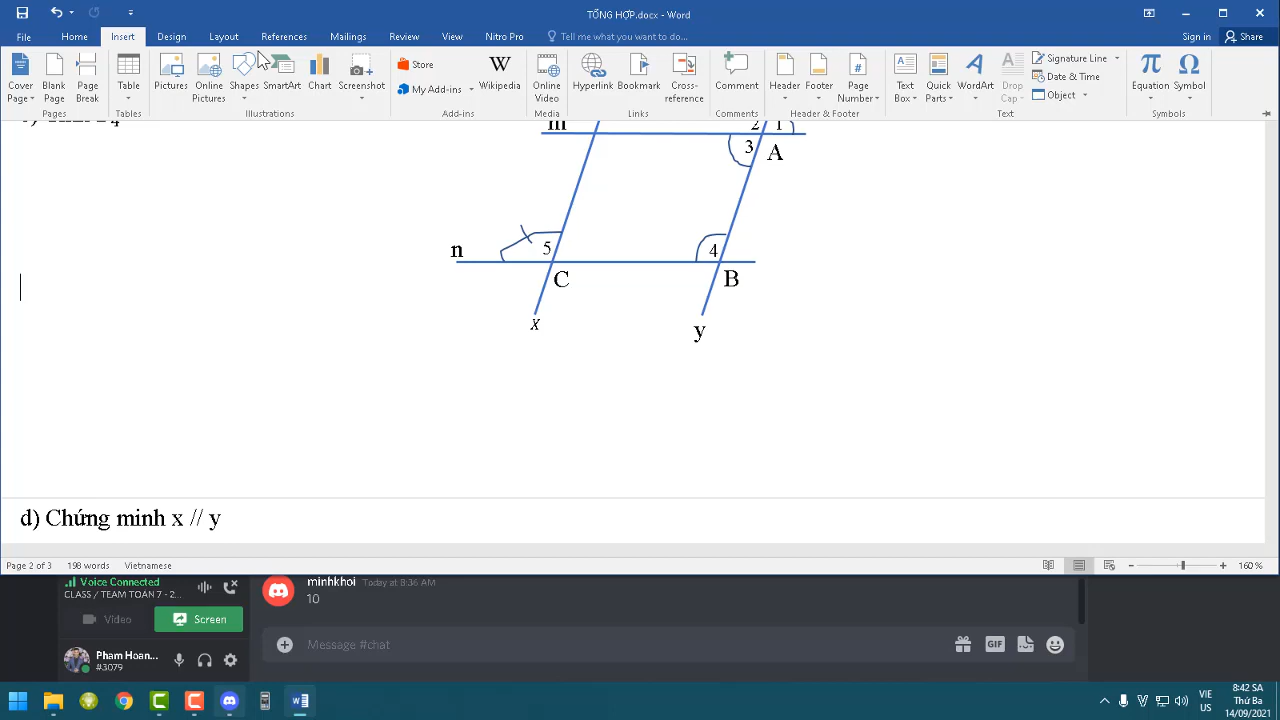 TỔNG HỢP.docx - Word
File Home Insert Design Layout References Mailings Review View Nitro Pro Tell me what you do want to do... Sign in Share
Cover Page
Blank Page
Page Break
Table
Pictures
Online Pictures
Shapes
SmartArt
Chart
Screenshot
Store
My Add-ins
Wikipedia
Online Video
Hyperlink
Bookmark
Cross-reference
Comment
Header
Footer
Page Number
Text Box
Quick Parts
WordArt
Drop Cap
Signature Line
Date & Time
Object
Equation
Symbol
Pages Tables Illustrations Add-ins Media Links Comments Header & Footer Text Symbols
m 2 1
3 A
n 5 4
C B
x y
d) Chứng minh x // y
Page 2 of 3 198 words Vietnamese 160 %
Voice Connected
CLASS / TEAM TOÁN 7 - 2...
Video Screen
Pham Hoan...
#3079
minhkhoi Today at 8:36 AM
10
Message #chat
GIF
VIE
US
8:42 SA
Thứ Ba
14/09/2021